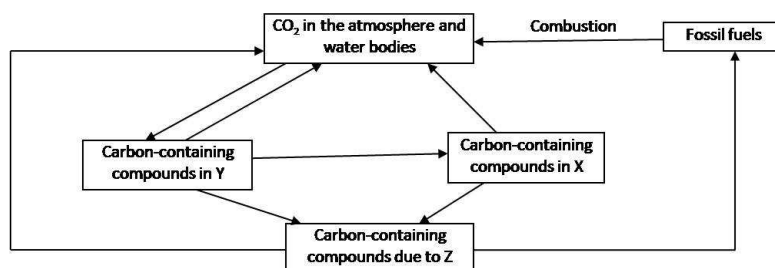 CO₂ in the atmosphere and
water bodies
Combustion
Fossil fuels
Carbon-containing
compounds in Y
Carbon-containing
compounds in X
Carbon-containing
compounds due to Z